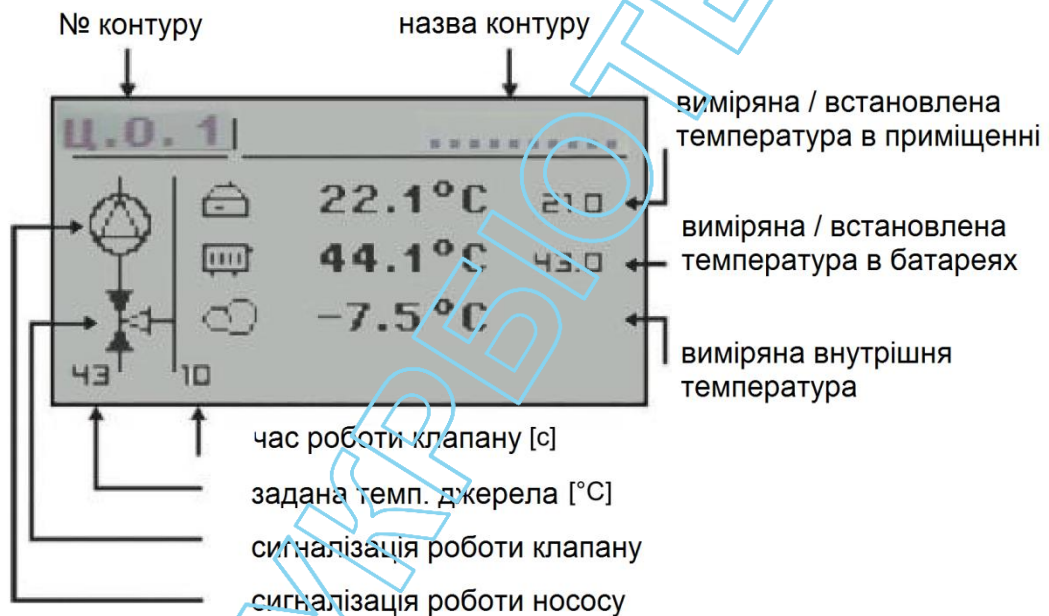 № контуру
назва контуру
ц.о. 1
..........
виміряна / встановлена
температура в приміщенні
22.1°C 21.0
виміряна / встановлена
температура в батареях
44.1°C 43.0
-7.5°C
виміряна внутрішня
температура
43 10
час роботи клапану [с]
задана темп. джерела [°C]
сигналізація роботи клапану
сигналізація роботи нососу
УКРБІОТЕ